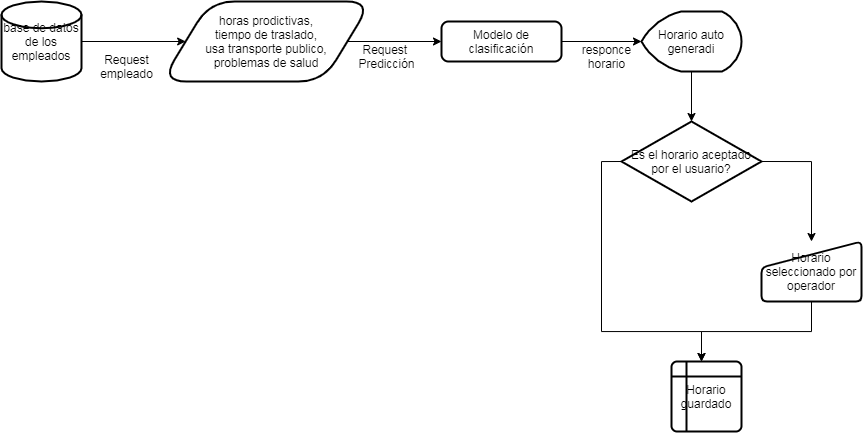 base de datos
de los
empleados
Request
empleado
horas prodictivas,
tiempo de traslado,
usa transporte publico,
problemas de salud
Request
Predicción
Modelo de
clasificación
responce
horario
Horario auto
generadi
Es el horario aceptado
por el usuario?
Horario
seleccionado por
operador
Horario
guardado